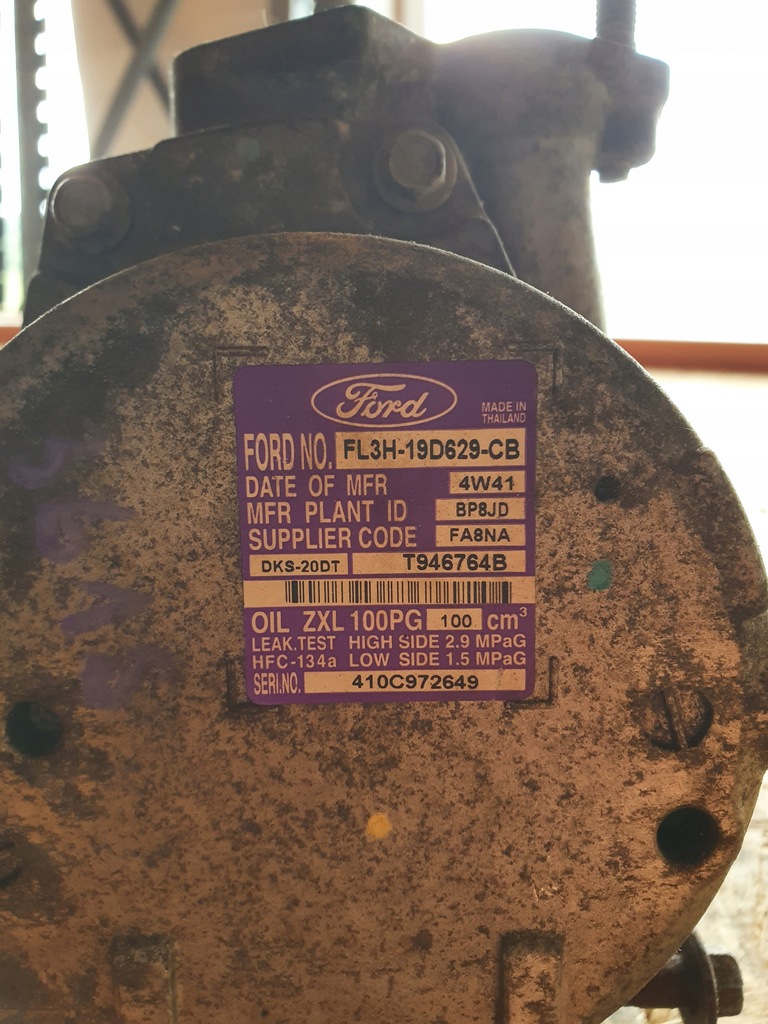 Ford
MADE IN
THAILAND
FORD NO. FL3H-19D629-CB
DATE OF MFR 4W41
MFR PLANT ID BP8JD
SUPPLIER CODE FA8NA
DKS-20DT T946764B
OIL ZXL 100PG 100 cm³
LEAK.TEST HIGH SIDE 2.9 MPaG
HFC-134a LOW SIDE 1.5 MPaG
SERI.NO. 410C972649